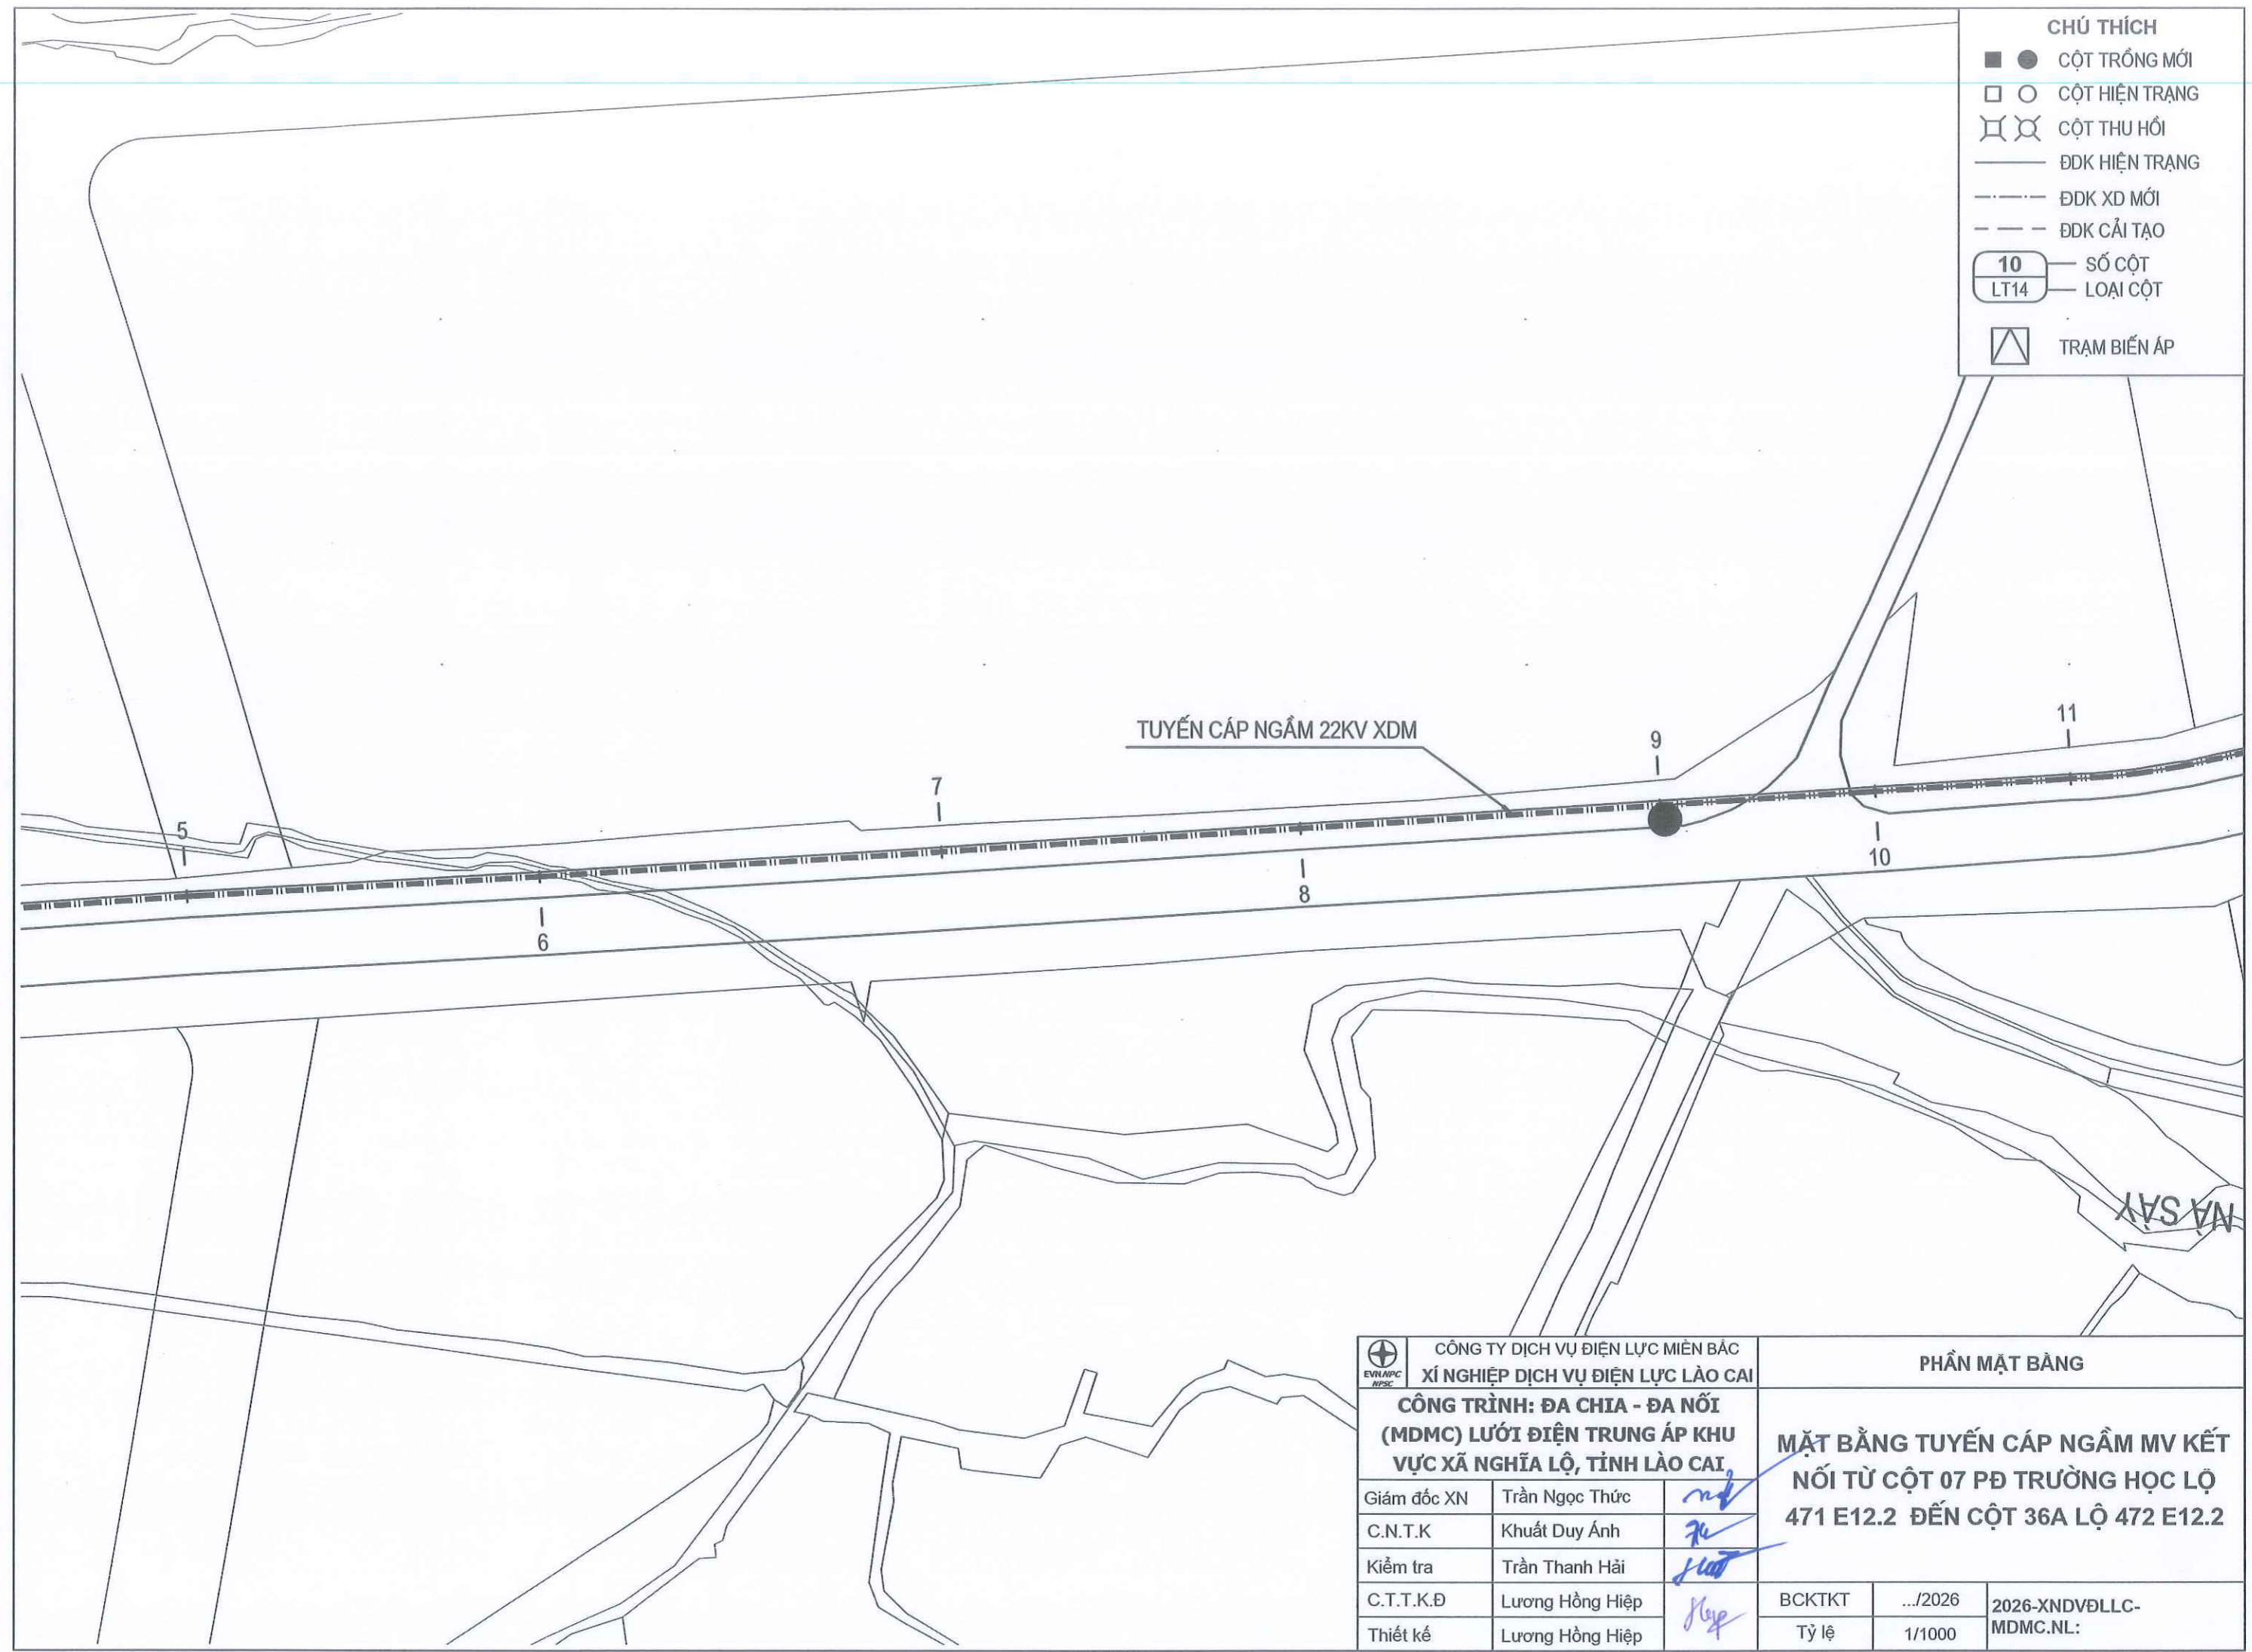 CHÚ THÍCH
CỘT TRỒNG MỚI
CỘT HIỆN TRẠNG
CỘT THU HỒI
ĐDK HIỆN TRẠNG
ĐDK XD MỚI
ĐDK CẢI TẠO
10 SỐ CỘT
LT14 LOẠI CỘT
TRẠM BIẾN ÁP
TUYẾN CÁP NGẦM 22KV XDM
5
6
7
8
9
10
11
NÀ SÀY
EVNNPC
NPSC
CÔNG TY DỊCH VỤ ĐIỆN LỰC MIỀN BẮC
XÍ NGHIỆP DỊCH VỤ ĐIỆN LỰC LÀO CAI
PHẦN MẶT BẰNG
CÔNG TRÌNH: ĐA CHIA - ĐA NỐI
(MDMC) LƯỚI ĐIỆN TRUNG ÁP KHU
VỰC XÃ NGHĨA LỘ, TỈNH LÀO CAI
MẶT BẰNG TUYẾN CÁP NGẦM MV KẾT
NỐI TỪ CỘT 07 PĐ TRƯỜNG HỌC LỘ
471 E12.2 ĐẾN CỘT 36A LỘ 472 E12.2
Giám đốc XN Trần Ngọc Thức
C.N.T.K Khuất Duy Ánh
Kiểm tra Trần Thanh Hải
C.T.T.K.Đ Lương Hồng Hiệp
Thiết kế Lương Hồng Hiệp
BCKTKT .../2026
Tỷ lệ 1/1000
2026-XNDVĐLLC-
MDMC.NL: